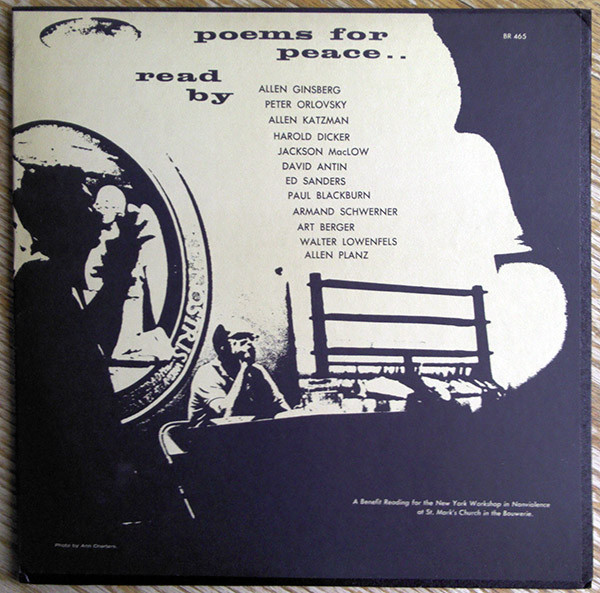 BR 465
poems for
peace..
read
by
ALLEN GINSBERG
PETER ORLOVSKY
ALLEN KATZMAN
HAROLD DICKER
JACKSON MacLOW
DAVID ANTIN
ED SANDERS
PAUL BLACKBURN
ARMAND SCHWERNER
ART BERGER
WALTER LOWENFELS
ALLEN PLANZ
A Benefit Reading for the New York Workshop in Nonviolence
at St. Mark's Church in the Bouwerie.
Photo by Ann Charters.